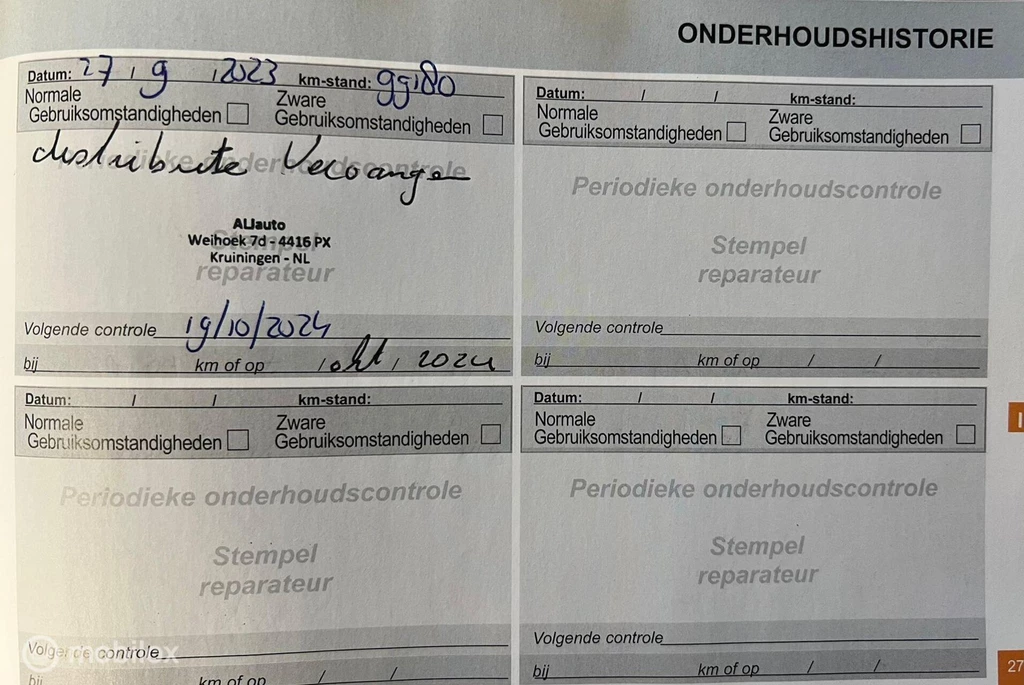 ONDERHOUDSHISTORIE
Datum: 27 / 9 / 2023 km-stand: 99180
Normale Gebruiksomstandigheden
Zware Gebruiksomstandigheden
Periodieke onderhoudscontrole
distributie Vervangen
Stempel
reparateur
ALJauto
Weihoek 7d - 4416 PX
Kruiningen - NL
Volgende controle 19/10/2024
bij km of op / okt / 2024
Datum: / / km-stand:
Normale Gebruiksomstandigheden
Zware Gebruiksomstandigheden
Periodieke onderhoudscontrole
Stempel
reparateur
Volgende controle
bij km of op / /
Datum: / / km-stand:
Normale Gebruiksomstandigheden
Zware Gebruiksomstandigheden
Periodieke onderhoudscontrole
Stempel
reparateur
Volgende controle
bij km of op / /
Datum: / / km-stand:
Normale Gebruiksomstandigheden
Zware Gebruiksomstandigheden
Periodieke onderhoudscontrole
Stempel
reparateur
Volgende controle
bij km of op / /
27